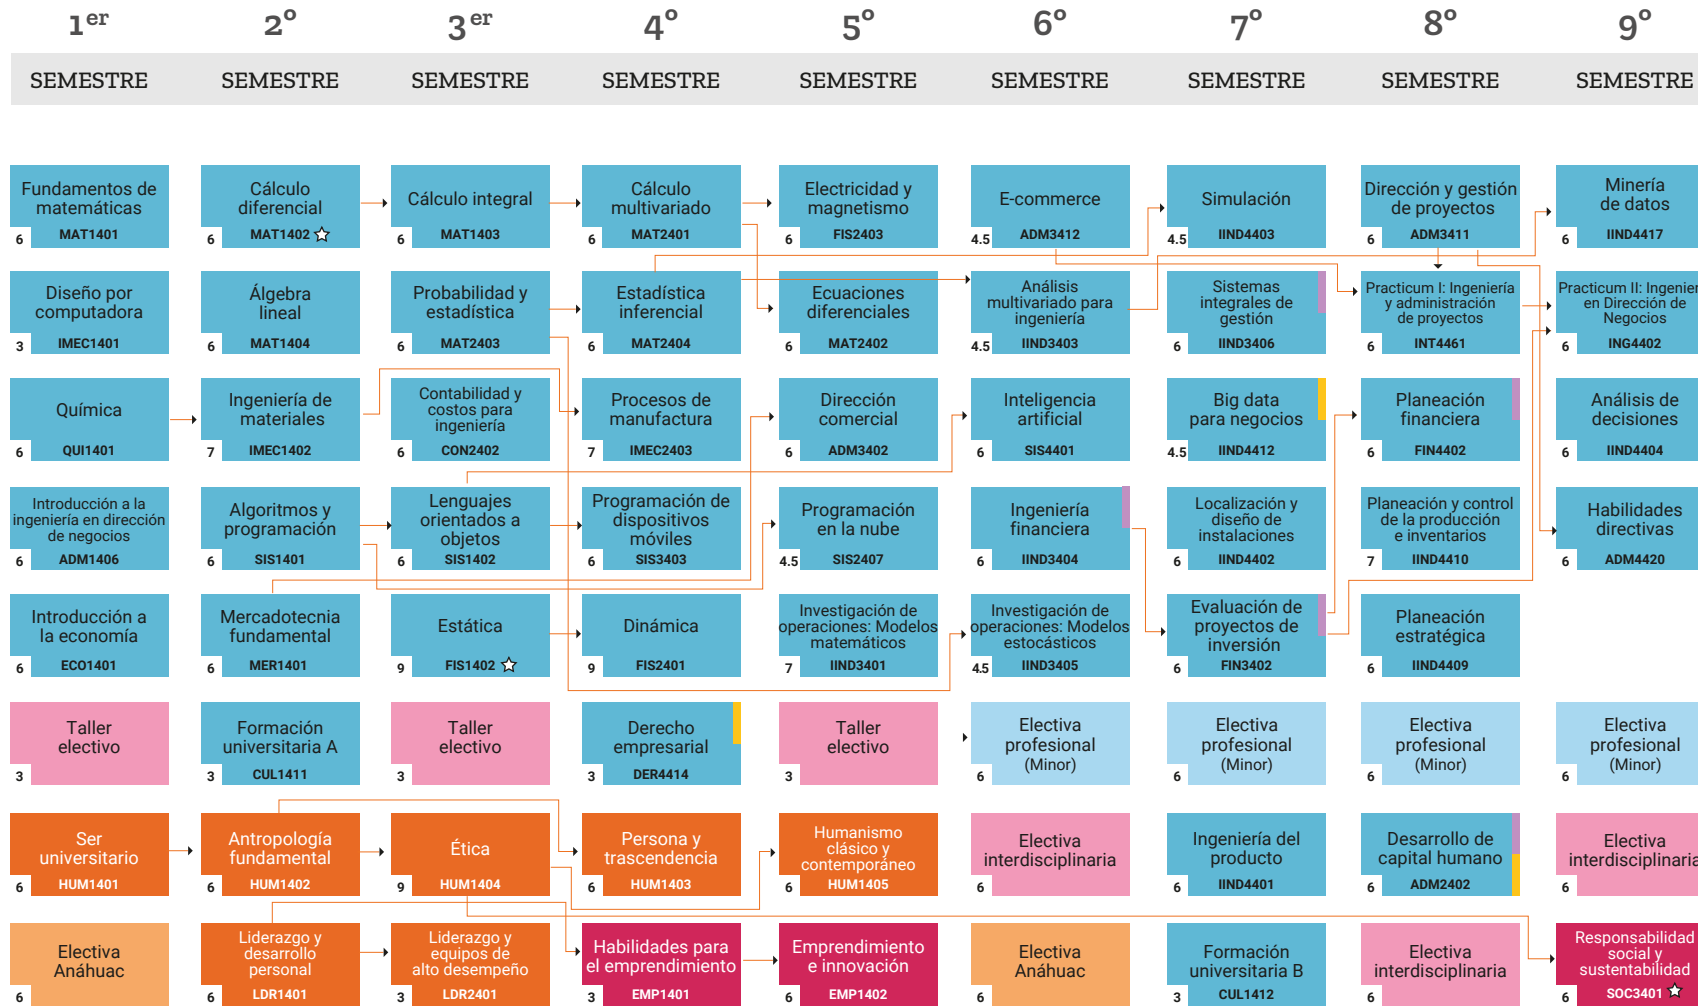 1er 2º 3er 4º 5º 6º 7º 8º 9º
SEMESTRE SEMESTRE SEMESTRE SEMESTRE SEMESTRE SEMESTRE SEMESTRE SEMESTRE SEMESTRE
Fundamentos de
matemáticas
6 MAT1401
Cálculo
diferencial
6 MAT1402
Cálculo integral
6 MAT1403
Cálculo
multivariado
6 MAT2401
Electricidad y
magnetismo
6 FIS2403
E-commerce
4.5 ADM3412
Simulación
4.5 IIND4403
Dirección y gestión
de proyectos
6 ADM3411
Minería
de datos
6 IIND4417
Diseño por
computadora
3 IMEC1401
Álgebra
lineal
6 MAT1404
Probabilidad y
estadística
6 MAT2403
Estadística
inferencial
6 MAT2404
Ecuaciones
diferenciales
6 MAT2402
Análisis
multivariado para
ingeniería
4.5 IIND3403
Sistemas
integrales de
gestión
6 IIND3406
Practicum I: Ingeniería
y administración
de proyectos
6 INT4461
Practicum II: Ingenier
en Dirección de
Negocios
6 ING4402
Química
6 QUI1401
Ingeniería de
materiales
7 IMEC1402
Contabilidad y
costos para
ingeniería
6 CON2402
Procesos de
manufactura
7 IMEC2403
Dirección
comercial
6 ADM3402
Inteligencia
artificial
6 SIS4401
Big data
para negocios
4.5 IIND4412
Planeación
financiera
6 FIN4402
Análisis de
decisiones
6 IIND4404
Introducción a la
ingeniería en dirección
de negocios
6 ADM1406
Algoritmos y
programación
6 SIS1401
Lenguajes
orientados a
objetos
6 SIS1402
Programación de
dispositivos
móviles
6 SIS3403
Programación
en la nube
4.5 SIS2407
Ingeniería
financiera
6 IIND3404
Localización y
diseño de
instalaciones
6 IIND4402
Planeación y control
de la producción
e inventarios
7 IIND4410
Habilidades
directivas
6 ADM4420
Introducción a
la economía
6 ECO1401
Mercadotecnia
fundamental
6 MER1401
Estática
9 FIS1402
Dinámica
9 FIS2401
Investigación de
operaciones: Modelos
matemáticos
7 IIND3401
Investigación de
operaciones: Modelos
estocásticos
4.5 IIND3405
Evaluación de
proyectos de
inversión
6 FIN3402
Planeación
estratégica
6 IIND4409
Taller
electivo
3
Formación
universitaria A
3 CUL1411
Taller
electivo
3
Derecho
empresarial
3 DER4414
Taller
electivo
3
Electiva
profesional
(Minor)
6
Electiva
profesional
(Minor)
6
Electiva
profesional
(Minor)
6
Electiva
profesional
(Minor)
6
Ser
universitario
6 HUM1401
Antropología
fundamental
6 HUM1402
Ética
9 HUM1404
Persona y
trascendencia
6 HUM1403
Humanismo
clásico y
contemporáneo
6 HUM1405
Electiva
interdisciplinaria
6
Ingeniería del
producto
6 IIND4401
Desarrollo de
capital humano
6 ADM2402
Electiva
interdisciplinaria
6
Electiva
Anáhuac
6
Liderazgo y
desarrollo
personal
6 LDR1401
Liderazgo y
equipos de
alto desempeño
3 LDR2401
Habilidades para
el emprendimiento
3 EMP1401
Emprendimiento
e innovación
6 EMP1402
Electiva
Anáhuac
6
Formación
universitaria B
3 CUL1412
Electiva
interdisciplinaria
6
Responsabilidad
social y
sustentabilidad
6 SOC3401